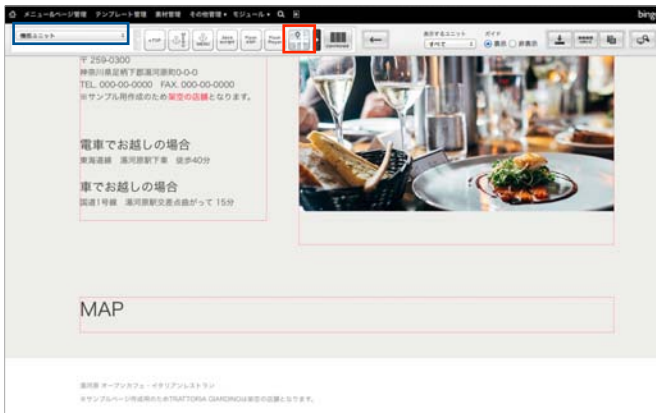 メニュー&ページ管理 テンプレート管理 素材管理 その他管理 モジュール
bing
機能ユニット
+TOP
MENU
表示するユニット
すべて
ガイド
表示 非表示
〒 259-0300
神奈川県足柄下郡湯河原町0-0-0
TEL. 000-00-0000 FAX. 000-00-0000
※サンプル用作成のため架空の店舗となります。
電車でお越しの場合
東海道線 湯河原駅下車 徒歩40分
車でお越しの場合
国道1号線 湯河原駅交差点曲がって 15分
MAP
湯河原 オープンカフェ・イタリアンレストラン
※サンプルページ作成用のためTRATTORIA GIARDINOは架空の店舗となります。